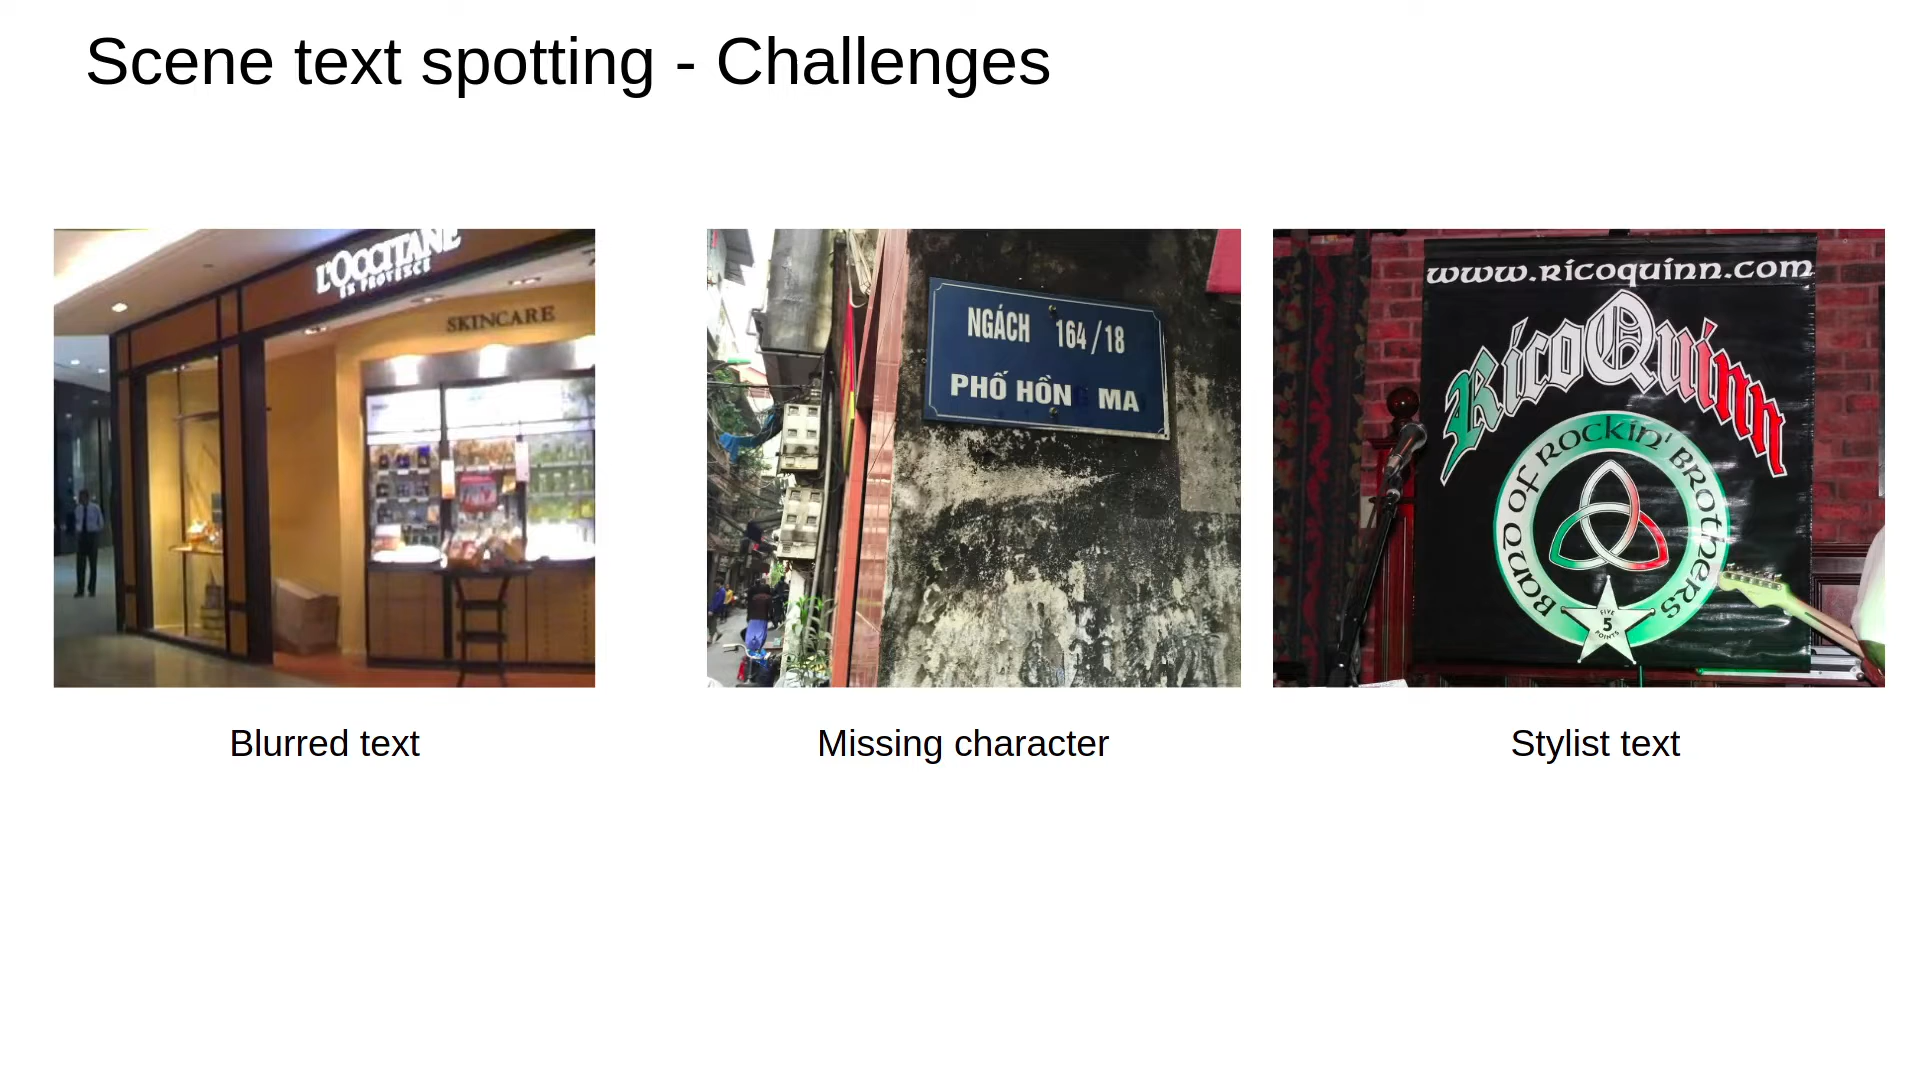 Scene text spotting - Challenges
L'OCCITANE
EN PROVENCE
SKINCARE
NGÁCH 164/18
PHỐ HỒN MA
www.ricoquinn.com
RicoQuinn
BAND OF ROCKIN' BROTHERS
FIVE
5
POINTS
Blurred text
Missing character
Stylist text